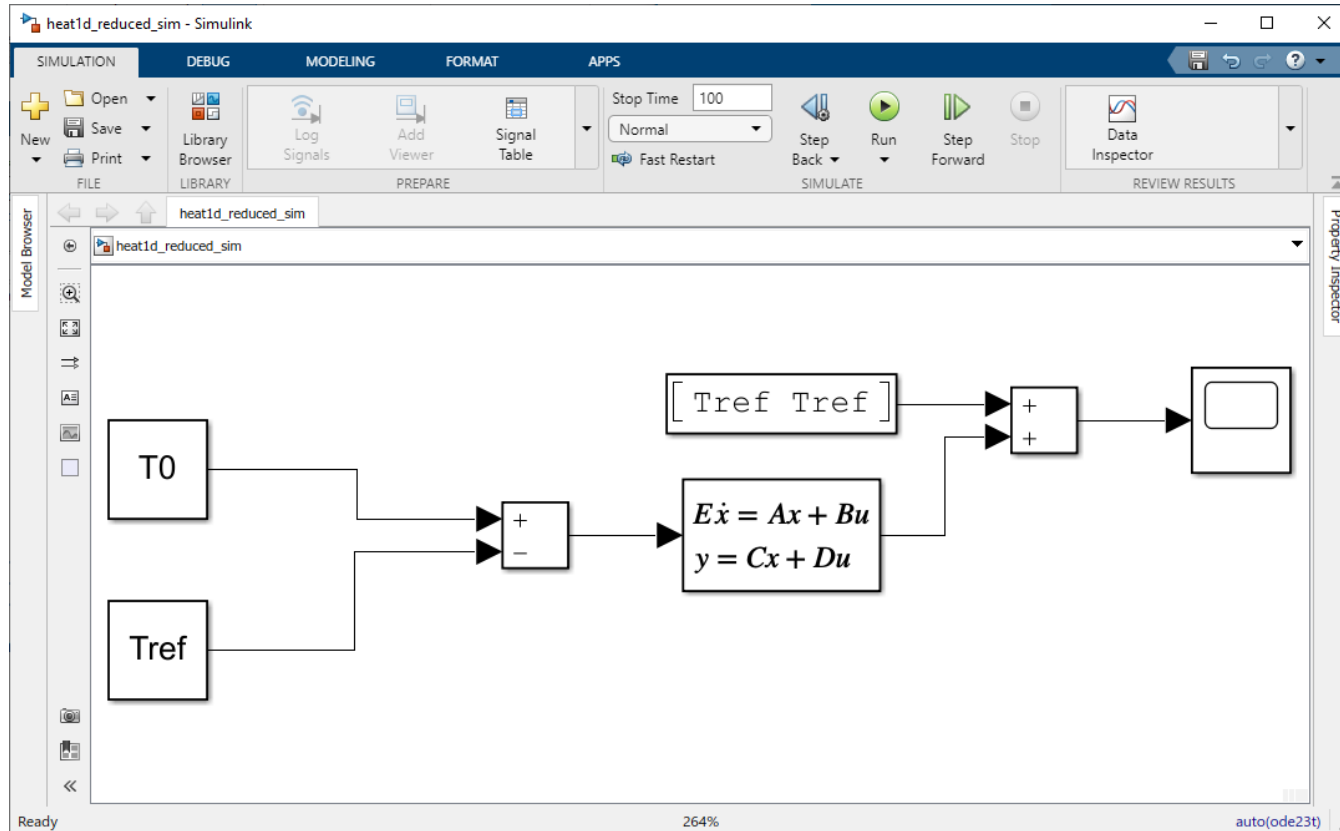 heat1d_reduced_sim - Simulink
SIMULATION DEBUG MODELING FORMAT APPS
New
Open
Save
Print
FILE
Library
Browser
LIBRARY
Log
Signals
Add
Viewer
Signal
Table
PREPARE
Stop Time 100
Normal
Fast Restart
Step
Back
Run
Step
Forward
Stop
SIMULATE
Data
Inspector
REVIEW RESULTS
Model Browser
heat1d_reduced_sim
heat1d_reduced_sim
Property Inspector
[ Tref Tref ]
+
+
T0
+
−
Eẋ = Ax + Bu
y = Cx + Du
Tref
Ready 264% auto(ode23t)